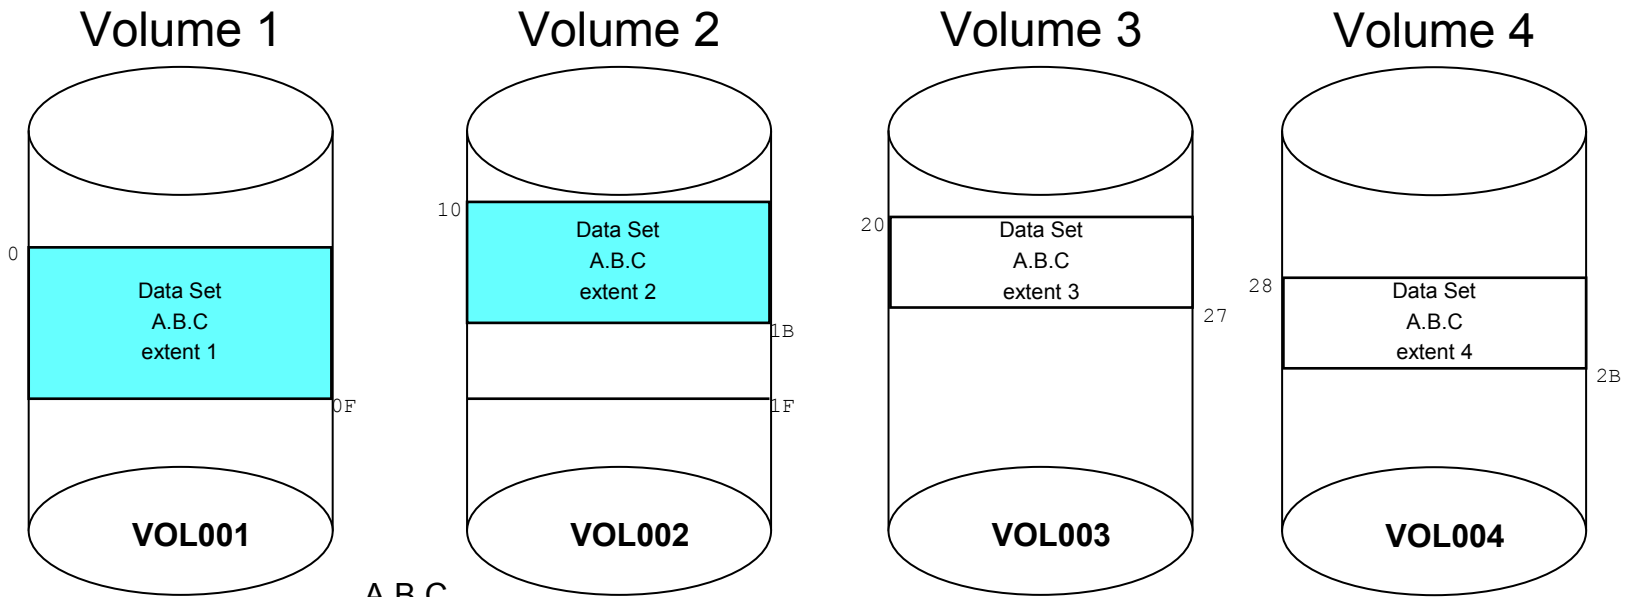 Volume 1
Volume 2
Volume 3
Volume 4
0
Data Set
A.B.C
extent 1
0F
10
Data Set
A.B.C
extent 2
1B
1F
20
Data Set
A.B.C
extent 3
27
28
Data Set
A.B.C
extent 4
2B
VOL001
VOL002
VOL003
VOL004
A.B.C